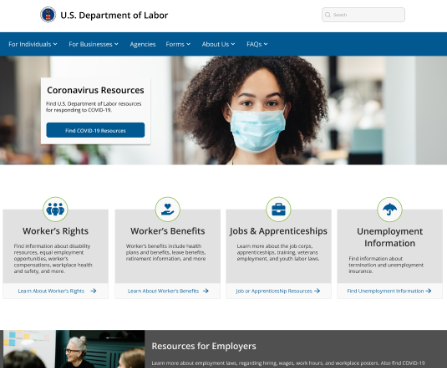 U.S. Department of Labor
Search
For Individuals For Businesses Agencies Forms About Us FAQs
Coronavirus Resources
Find U.S. Department of Labor resources
for responding to COVID-19.
Find COVID-19 Resources
Worker's Rights
Find information about disability
resources, equal employment
opportunities, worker's
compensations, workplace health
and safety, and more.
Learn About Worker's Rights
Worker's Benefits
Worker's benefits include health
plans and benefits, leave benefits,
retirement information, and more
Learn About Worker's Benefits
Jobs & Apprenticeships
Learn more about the job corps,
apprenticeships, training, veterans
employment, and youth labor laws.
Job or Apprenticeship Resources
Unemployment
Information
Find information about
termination and unemployment
insurance.
Find Unemployment Information
Resources for Employers
Learn more about employment laws, regarding hiring, wages, work hours, and workplace posters. Also find COVID-19